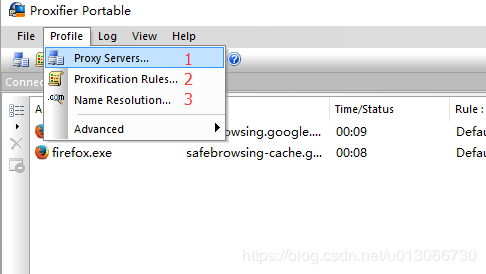 Proxifier Portable
File Profile Log View Help
Proxy Servers... 1
Proxification Rules... 2
Name Resolution... 3
Advanced
Connec
A Time/Status Rule :
rowsing.google.... 00:09 Defau
firefox.exe safebrowsing-cache.g... 00:08 Defau
https://blog.csdn.net/u013066730